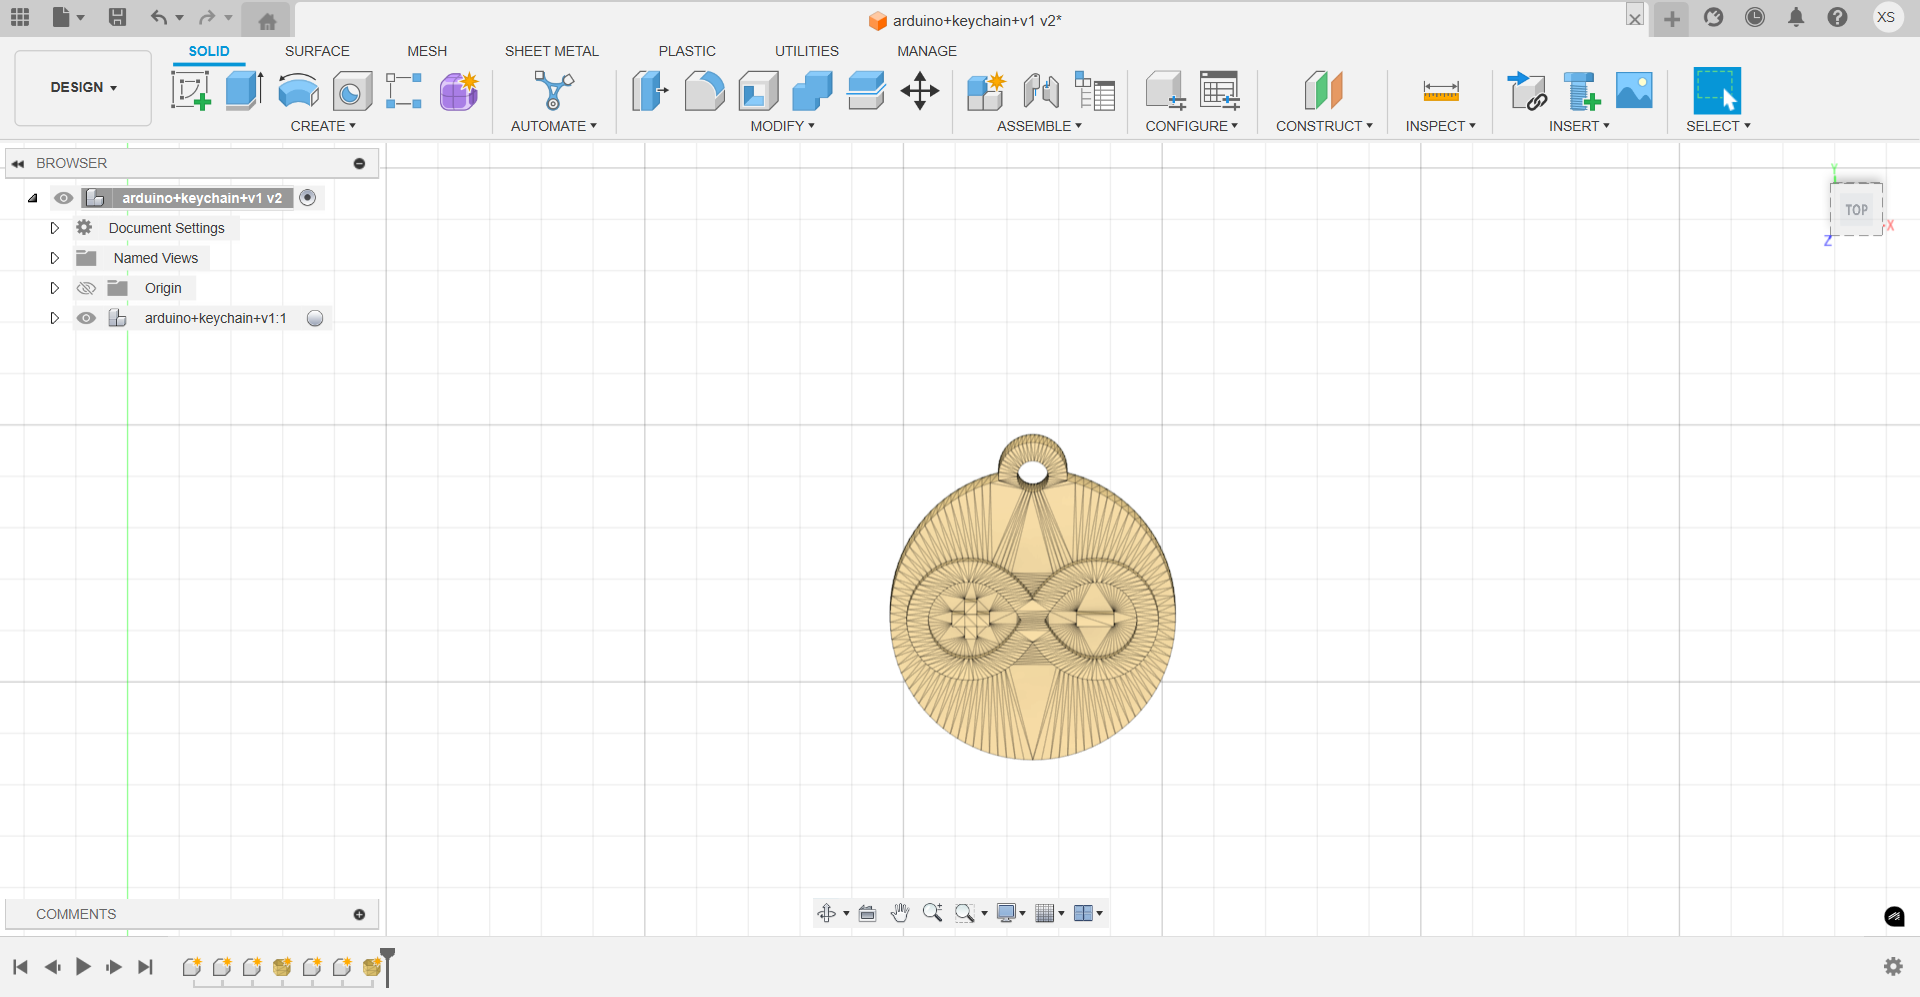 arduino+keychain+v1 v2*
XS
DESIGN
SOLID
SURFACE
MESH
SHEET METAL
PLASTIC
UTILITIES
MANAGE
CREATE
AUTOMATE
MODIFY
ASSEMBLE
CONFIGURE
CONSTRUCT
INSPECT
INSERT
SELECT
BROWSER
arduino+keychain+v1 v2
Document Settings
Named Views
Origin
arduino+keychain+v1:1
Y
TOP
X
Z
COMMENTS